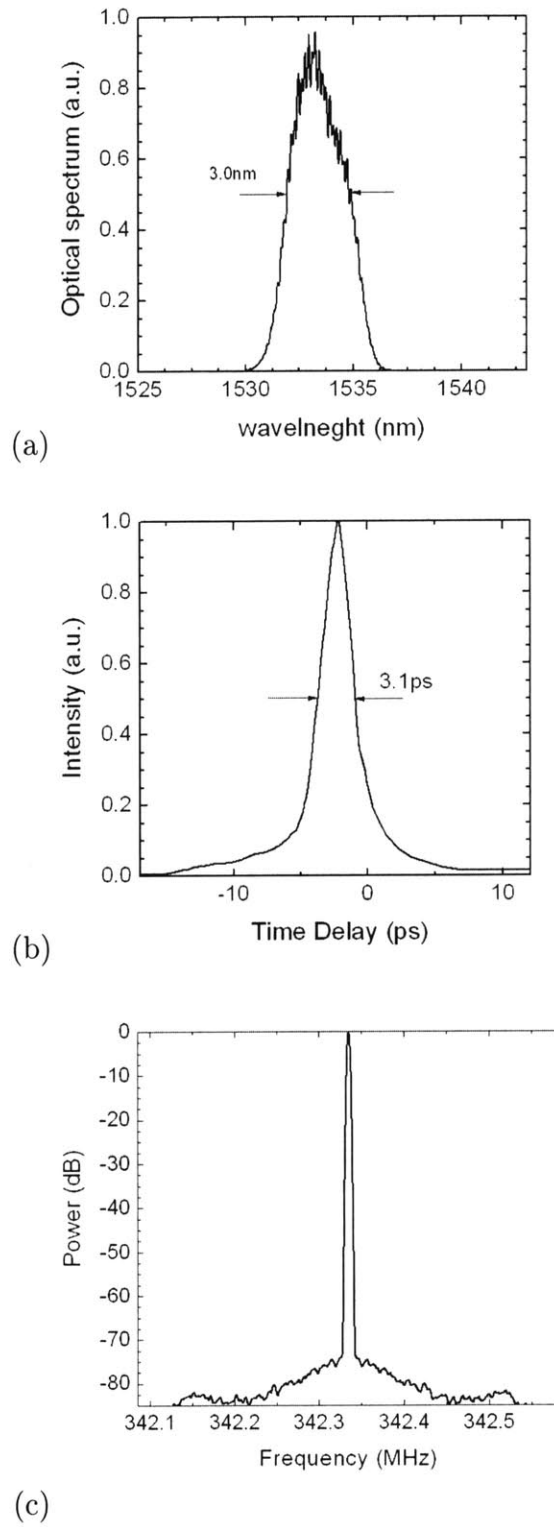 1.0
0.8
0.6
0.4
0.2
0.0
Optical spectrum (a.u.)
3.0nm
1525 1530 1535 1540
wavelneght (nm)
(a)
1.0
0.8
0.6
0.4
0.2
0.0
Intensity (a.u.)
3.1ps
-10 0 10
Time Delay (ps)
(b)
0
-10
-20
-30
-40
-50
-60
-70
-80
Power (dB)
342.1 342.2 342.3 342.4 342.5
Frequency (MHz)
(c)